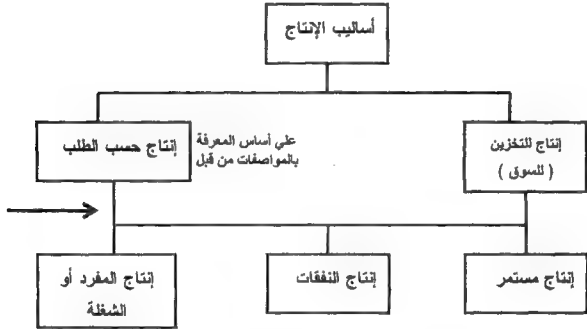 أساليب الإنتاج
إنتاج للتخزين
( للسوق )
علي أساس المعرفة
بالمواصفات من قبل
إنتاج حسب الطلب
إنتاج مستمر
إنتاج النفقات
إنتاج المفرد أو
الشغلة